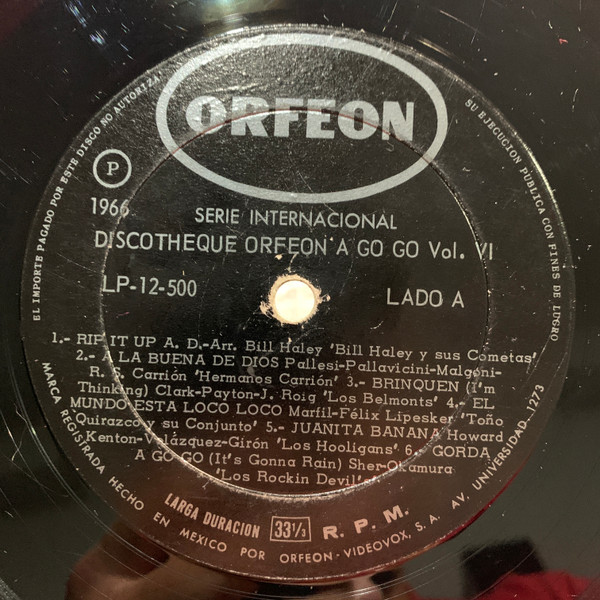 ORFEON
P
1966
SERIE INTERNACIONAL
DISCOTHEQUE ORFEON A GO GO Vol. VI
LP-12-500
LADO A
1.- RIP IT UP A. D.-Arr. Bill Haley 'Bill Haley y sus Cometas'
2.- A LA BUENA DE DIOS Pallesi-Pallavicini-Malgoni-
R. S. Carrión 'Hermanos Carrión' 3.- BRINQUEN (I'm
Thinking) Clark-Payton-J. Roig 'Los Belmonts' 4.- EL
MUNDO ESTA LOCO LOCO Marfil-Félix Lipesker 'Toño
Quirazco y su Conjunto' 5.- JUANITA BANANA Howard
Kenton-Velázquez-Girón 'Los Hooligans' 6.- GORDA
A GO GO (It's Gonna Rain) Sher-Okamura
'Los Rockin Devil's
LARGA DURACION 33⅓ R. P. M.
EL IMPORTE PAGADO POR ESTE DISCO NO AUTORIZA
SU EJECUCION PUBLICA CON FINES DE LUCRO
MARCA REGISTRADA HECHO EN MEXICO POR ORFEON-VIDEOVOX, S. A. AV. UNIVERSIDAD, 1273